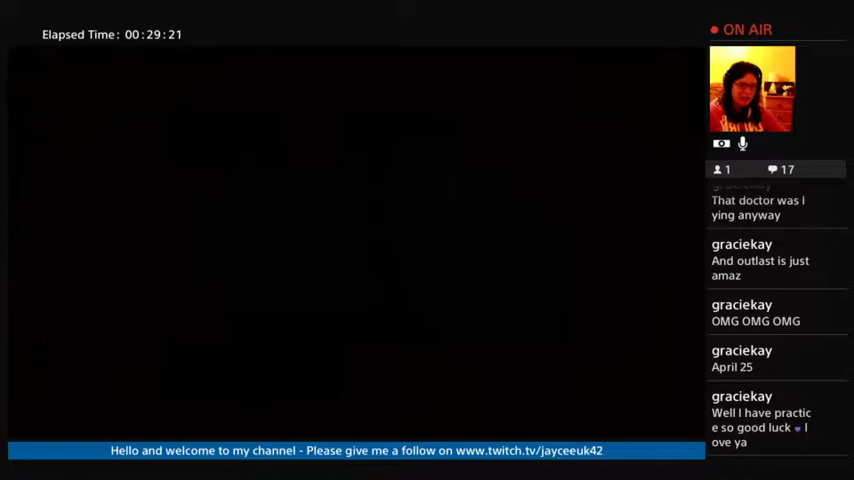 Elapsed Time: 00:29:21
ON AIR
1 17
graciekay
That doctor was l
ying anyway
graciekay
And outlast is just
amaz
graciekay
OMG OMG OMG
graciekay
April 25
graciekay
Well I have practic
e so good luck 💜 l
ove ya
Hello and welcome to my channel - Please give me a follow on www.twitch.tv/jayceeuk42